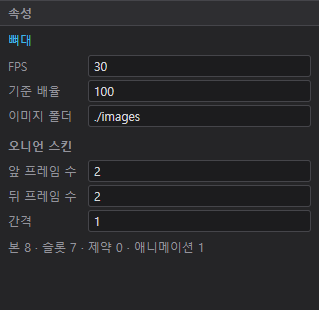 속성
뼈대
FPS 30
기준 배율 100
이미지 폴더 ./images
오니언 스킨
앞 프레임 수 2
뒤 프레임 수 2
간격 1
본 8 · 슬롯 7 · 제약 0 · 애니메이션 1